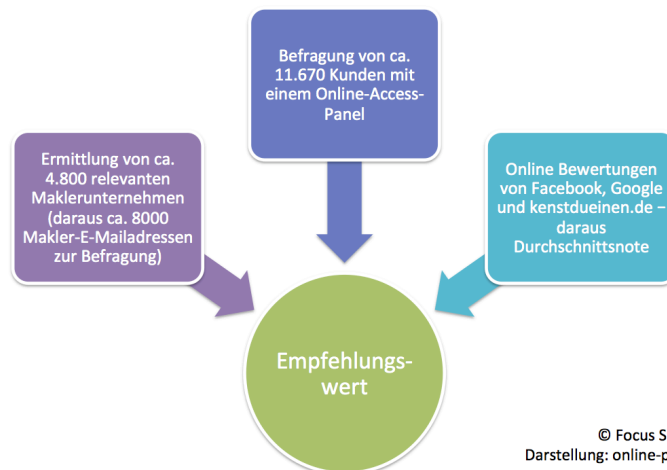 Befragung von ca.
11.670 Kunden mit
einem Online-Access-
Panel
Ermittlung von ca.
4.800 relevanten
Maklerunternehmen
(daraus ca. 8000
Makler-E-Mailadressen
zur Befragung)
Online Bewertungen
von Facebook, Google
und kenstdueinen.de –
daraus
Durchschnittsnote
Empfehlungs-
wert
© Focus S
Darstellung: online-p